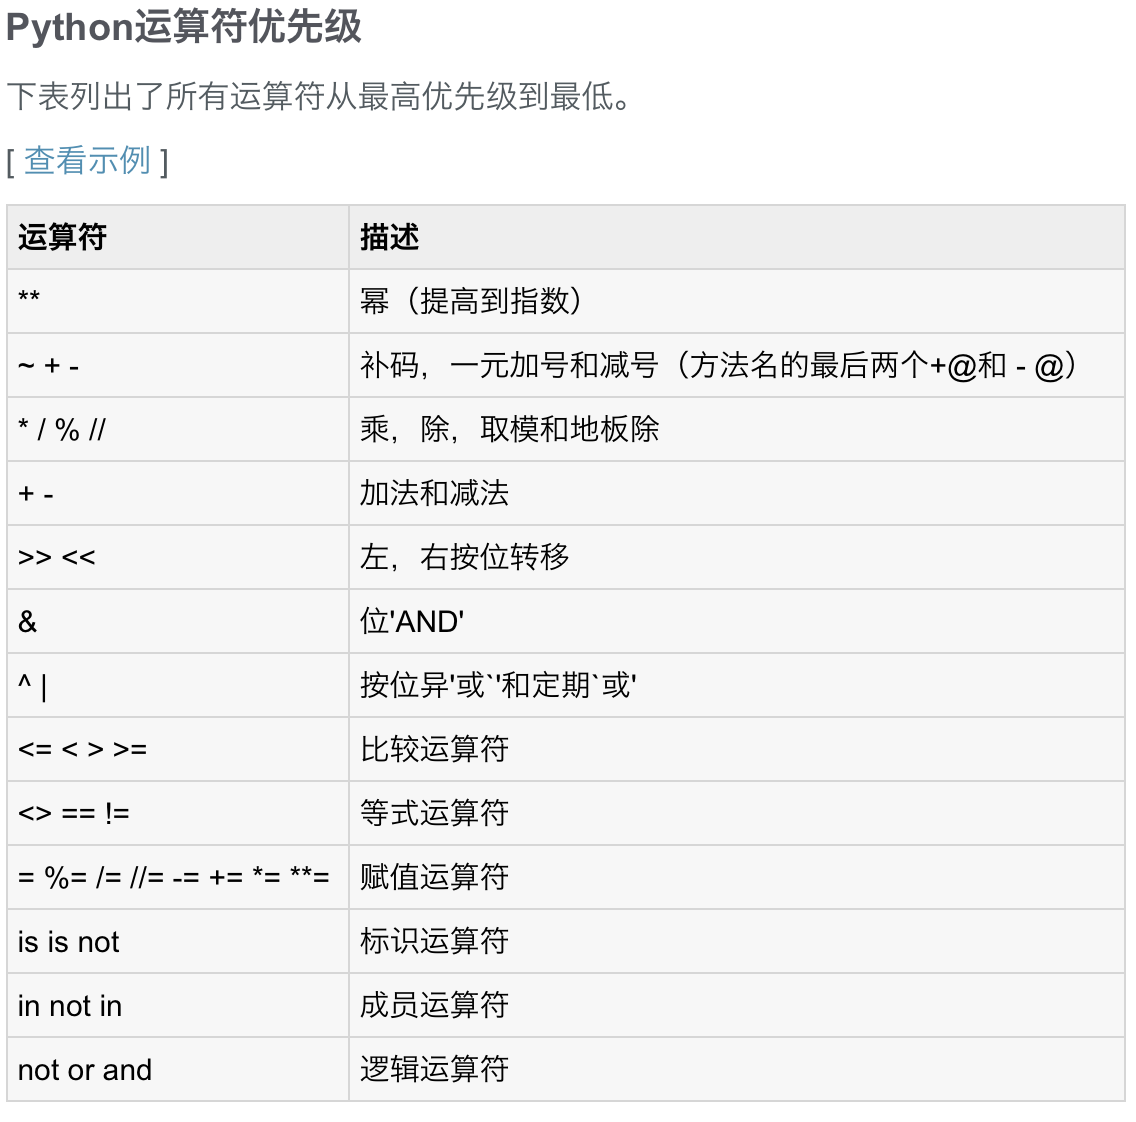 Python运算符优先级
下表列出了所有运算符从最高优先级到最低。
[ 查看示例 ]
运算符 描述
** 幂（提高到指数）
~ + - 补码，一元加号和减号（方法名的最后两个+@和 - @）
* / % // 乘，除，取模和地板除
+ - 加法和减法
>> << 左，右按位转移
& 位'AND'
^ | 按位异'或`'和定期`或'
<= < > >= 比较运算符
<> == != 等式运算符
= %= /= //= -= += *= **= 赋值运算符
is is not 标识运算符
in not in 成员运算符
not or and 逻辑运算符